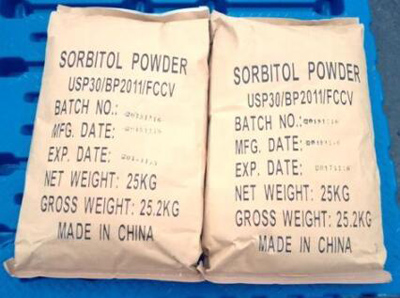 SORBITOL POWDER
USP30/BP2011/FCCV
BATCH NO.:
MFG. DATE:
EXP. DATE:
NET WEIGHT: 25KG
GROSS WEIGHT: 25.2KG
MADE IN CHINA
SORBITOL POWDER
USP30/BP2011/FCCV
BATCH NO.:
MFG. DATE:
EXP. DATE:
NET WEIGHT: 25KG
GROSS WEIGHT: 25.2KG
MADE IN CHINA